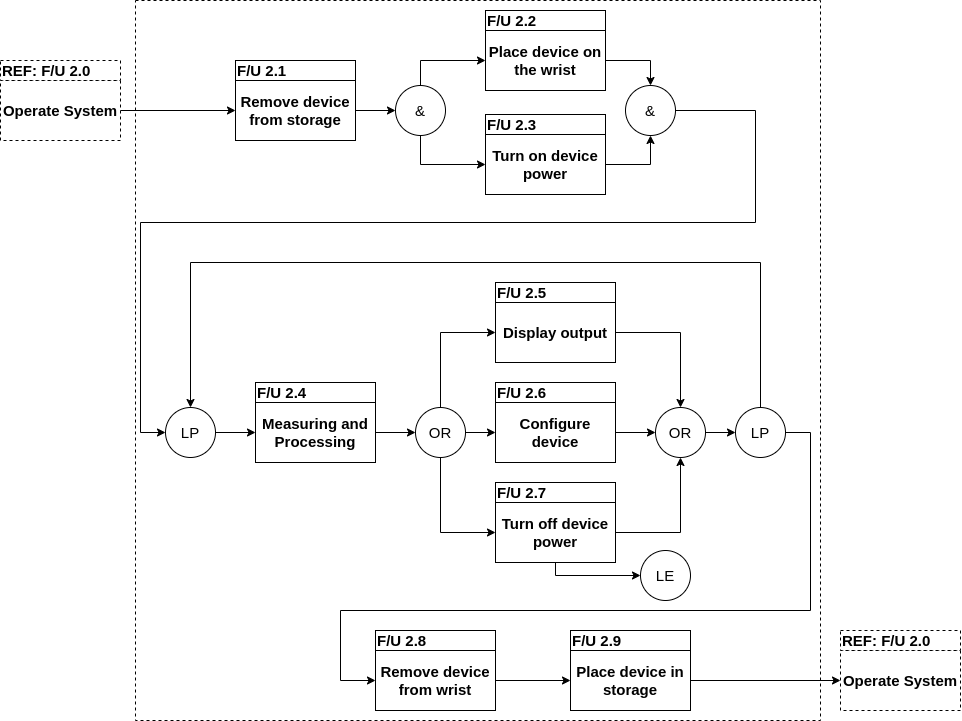 REF: F/U 2.0
Operate System
F/U 2.1
Remove device
from storage
&
F/U 2.2
Place device on
the wrist
F/U 2.3
Turn on device
power
&
LP
F/U 2.4
Measuring and
Processing
OR
F/U 2.5
Display output
F/U 2.6
Configure
device
F/U 2.7
Turn off device
power
OR
LP
LE
F/U 2.8
Remove device
from wrist
F/U 2.9
Place device in
storage
REF: F/U 2.0
Operate System